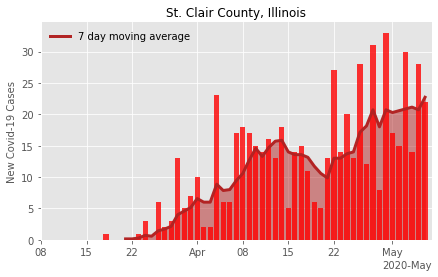 St. Clair County, Illinois
7 day moving average
New Covid-19 Cases
30
25
20
15
10
5
0
08 15 22 Apr 08 15 22 May
2020-May